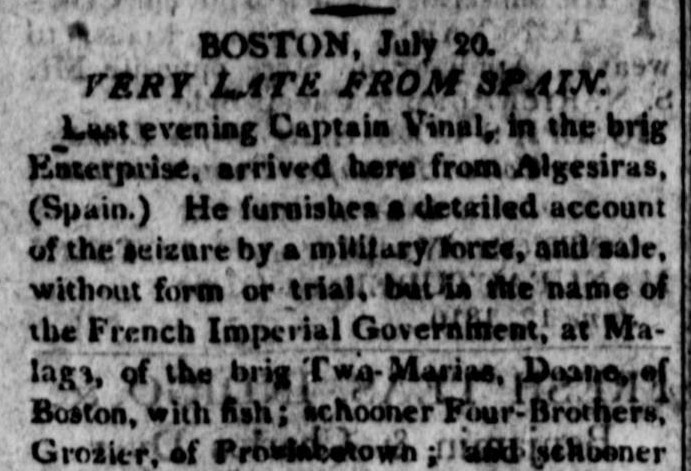 BOSTON, July 20.
VERY LATE FROM SPAIN.
Last evening Captain Vinal, in the brig
Enterprise, arrived here from Algesiras,
(Spain.) He furnishes a detailed account
of the seizure by a military force, and sale,
without form or trial, but in the name of
the French Imperial Government, at Ma-
laga, of the brig Two-Marias, Doane, of
Boston, with fish; schooner Four-Brothers,
Grozier, of Provincetown; and schooner